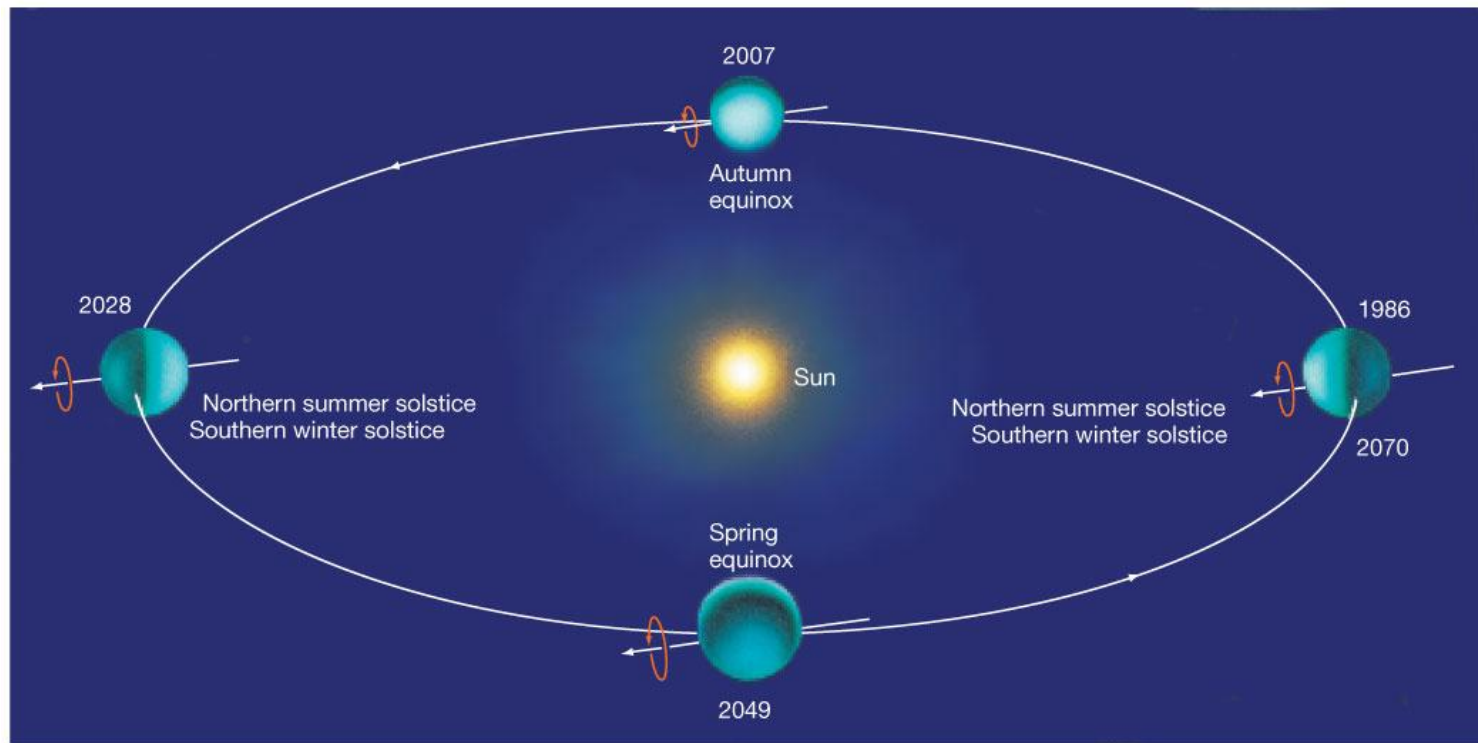 2007
Autumn
equinox
2028
Northern summer solstice
Southern winter solstice
Sun
1986
Northern summer solstice
Southern winter solstice
2070
Spring
equinox
2049